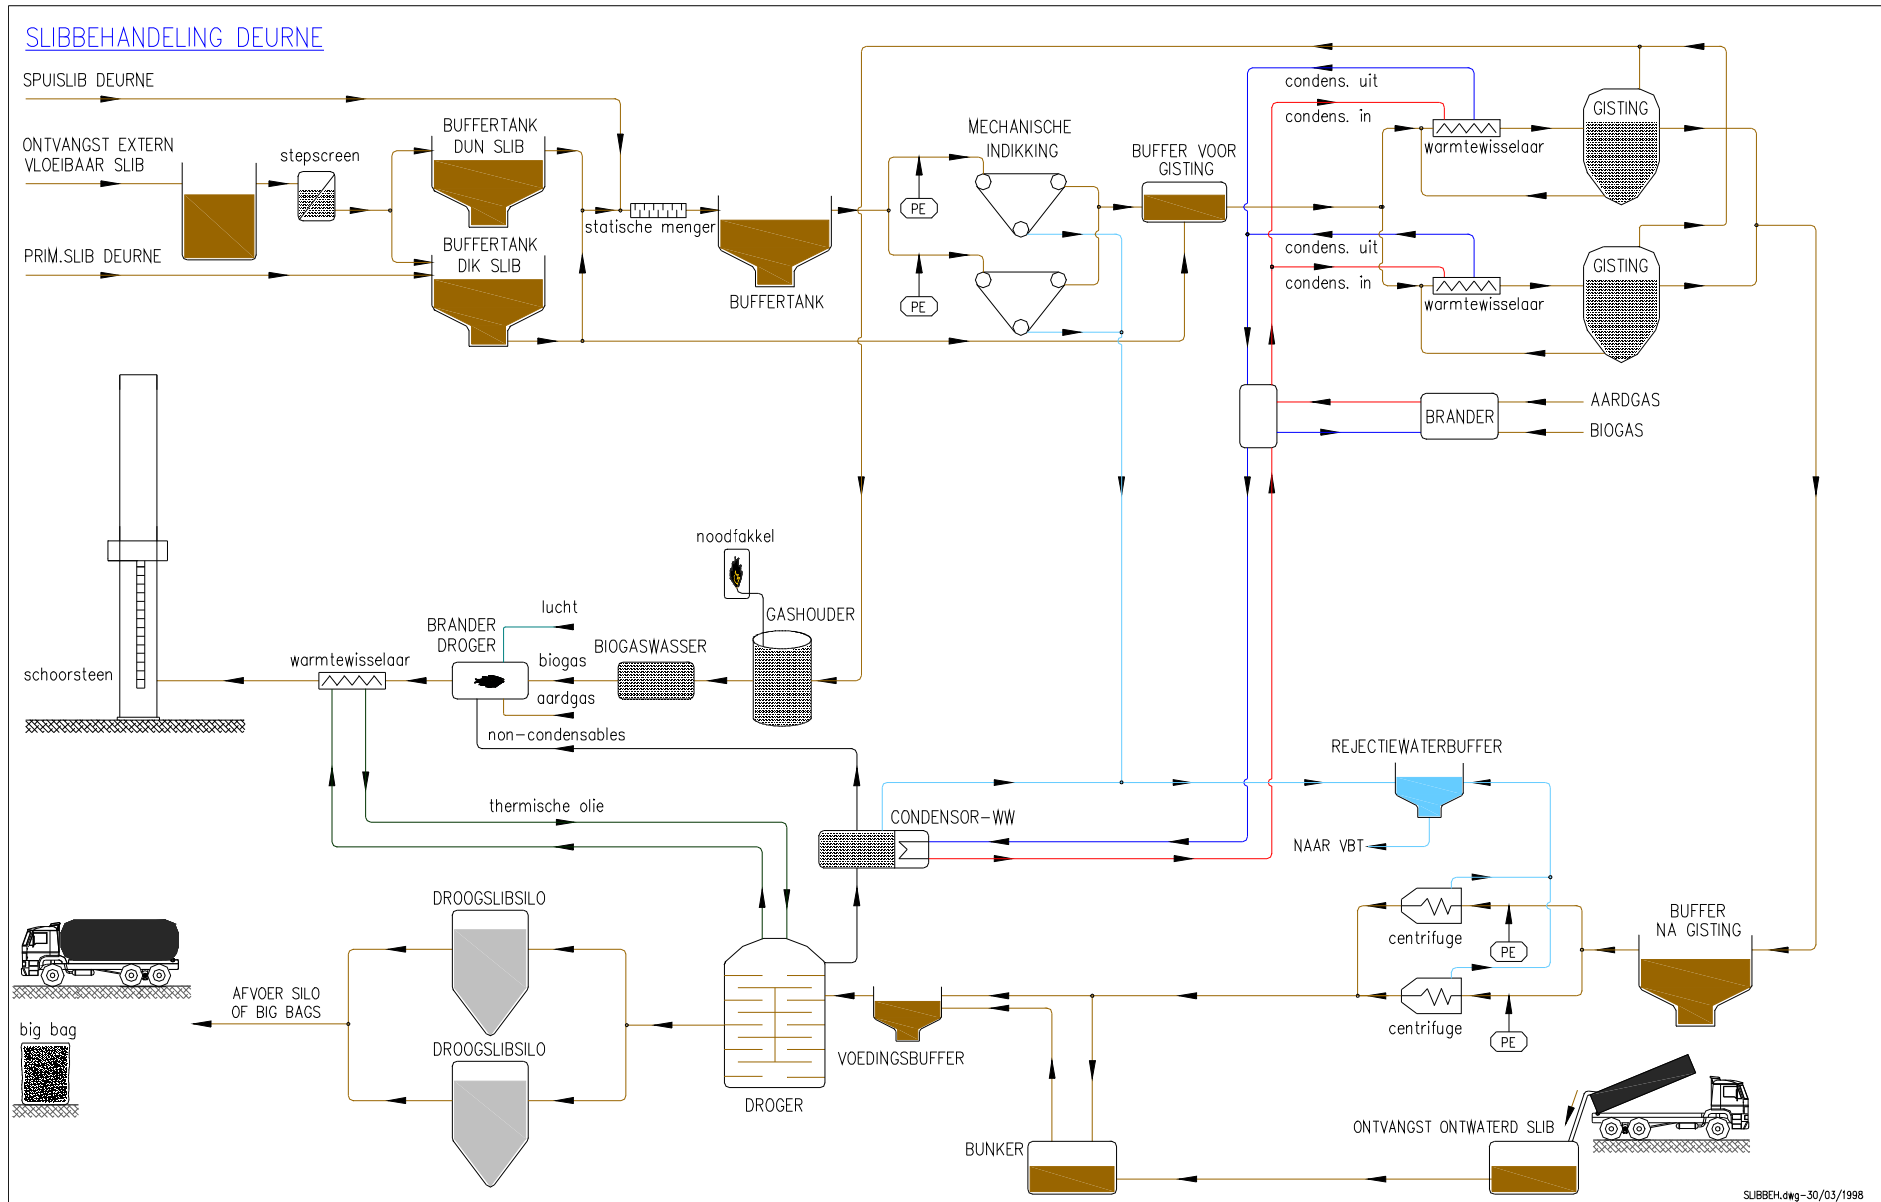 SLIBBEHANDELING DEURNE
SPUISLIB DEURNE
ONTVANGST EXTERN
VLOEIBAAR SLIB
stepscreen
PRIM.SLIB DEURNE
BUFFERTANK
DUN SLIB
BUFFERTANK
DIK SLIB
statische menger
BUFFERTANK
PE
PE
MECHANISCHE
INDIKKING
BUFFER VOOR
GISTING
condens. uit
condens. in
warmtewisselaar
GISTING
condens. uit
condens. in
warmtewisselaar
GISTING
BRANDER
AARDGAS
BIOGAS
noodfakkel
GASHOUDER
BIOGASWASSER
lucht
BRANDER
DROGER
biogas
aardgas
non-condensables
warmtewisselaar
schoorsteen
thermische olie
CONDENSOR-WW
REJECTIEWATERBUFFER
NAAR VBT
centrifuge
PE
centrifuge
PE
BUFFER
NA GISTING
DROOGSLIBSILO
DROOGSLIBSILO
AFVOER SILO
OF BIG BAGS
big bag
DROGER
VOEDINGSBUFFER
BUNKER
ONTVANGST ONTWATERD SLIB
SLIBBEH.dwg-30/03/1998